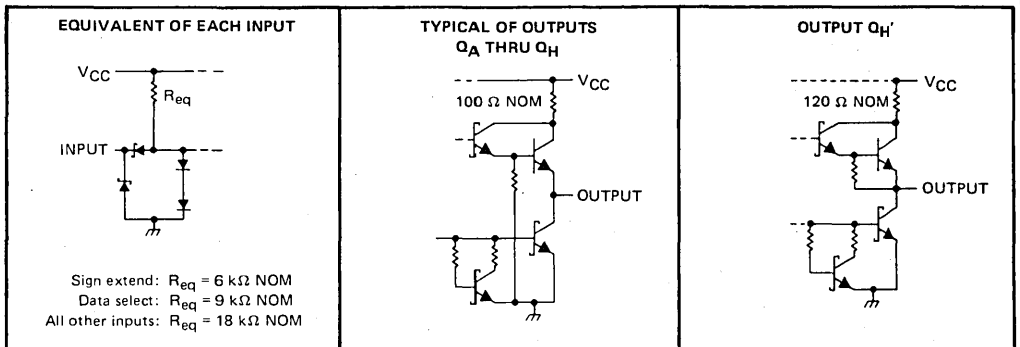 EQUIVALENT OF EACH INPUT
VCC
Req
INPUT
Sign extend: Req = 6 kΩ NOM
Data select: Req = 9 kΩ NOM
All other inputs: Req = 18 kΩ NOM
TYPICAL OF OUTPUTS
QA THRU QH
VCC
100 Ω NOM
OUTPUT
OUTPUT QH'
VCC
120 Ω NOM
OUTPUT